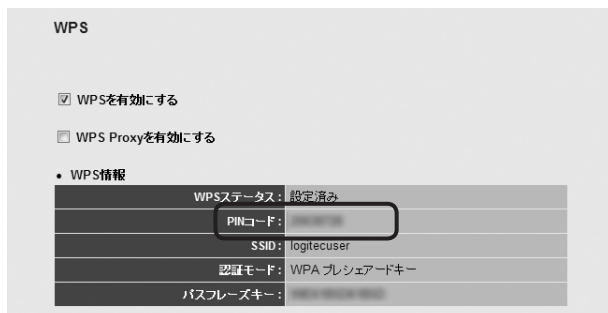 WPS
WPSを有効にする
WPS Proxyを有効にする
• WPS情報
WPSステータス: 設定済み
PINコード:
SSID: logitecuser
認証モード: WPA プレシェアードキー
パスフレーズキー: